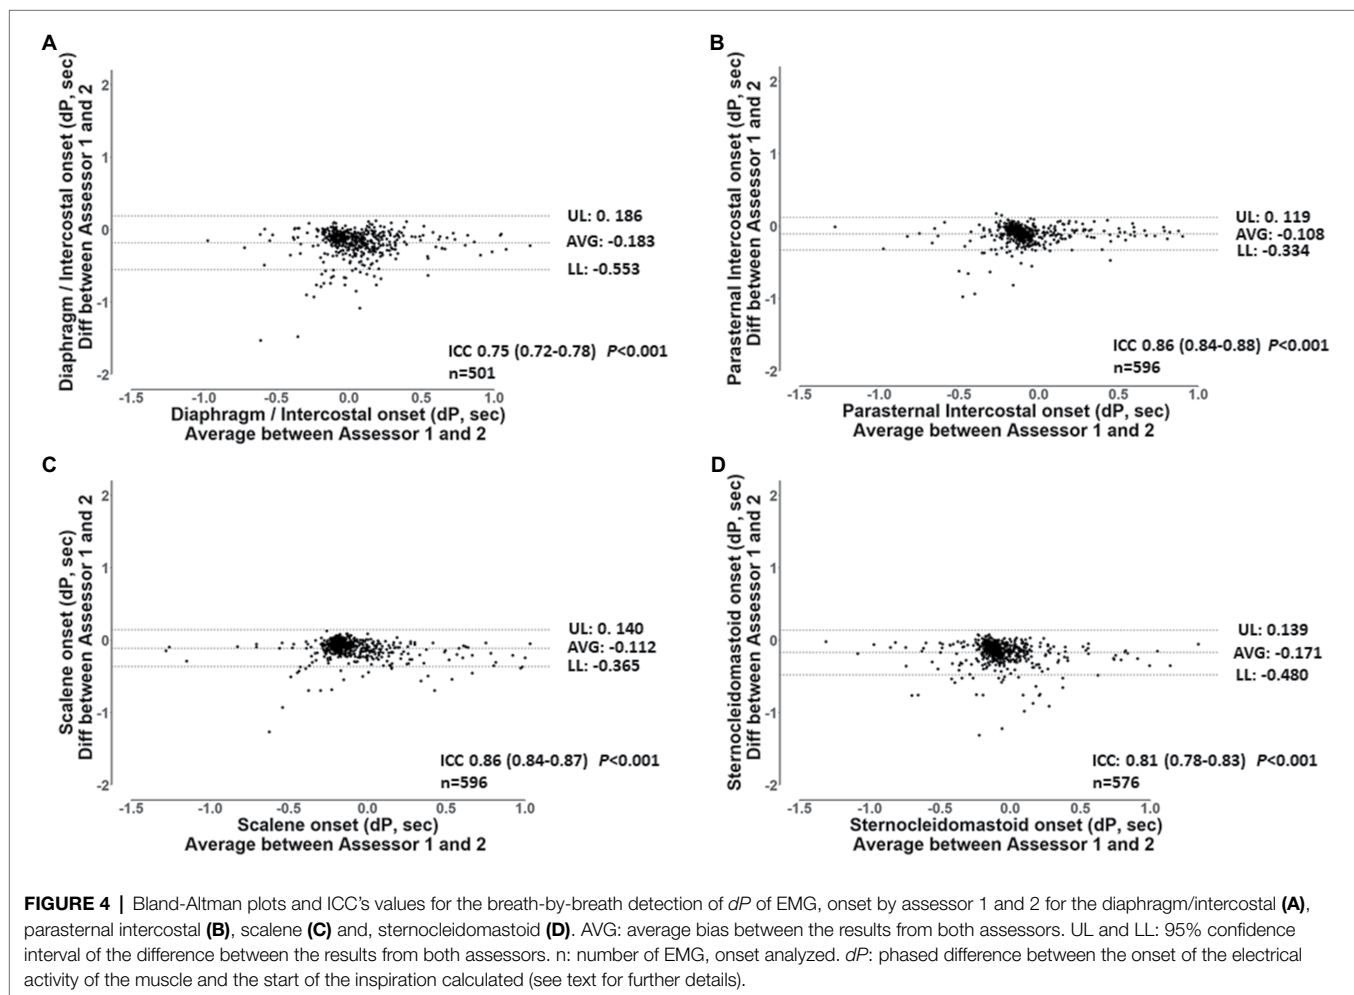 A
Diaphragm / Intercostal onset (dP, sec)
Diff between Assessor 1 and 2
2
1
0
-1
-2
UL: 0. 186
AVG: -0.183
LL: -0.553
ICC 0.75 (0.72-0.78) P<0.001
n=501
-1.5 -1.0 -0.5 0.0 0.5 1.0
Diaphragm / Intercostal onset (dP, sec)
Average between Assessor 1 and 2
B
Parasternal Intercostal onset (dP, sec)
Diff between Assessor 1 and 2
2
1
0
-1
-2
UL: 0. 119
AVG: -0.108
LL: -0.334
ICC 0.86 (0.84-0.88) P<0.001
n=596
-1.5 -1.0 -0.5 0.0 0.5 1.0
Parasternal Intercostal onset (dP, sec)
Average between Assessor 1 and 2
C
Scalene onset (dP, sec)
Diff between Assessor 1 and 2
2
1
0
-1
-2
UL: 0. 140
AVG: -0.112
LL: -0.365
ICC 0.86 (0.84-0.87) P<0.001
n=596
-1.5 -1.0 -0.5 0.0 0.5 1.0
Scalene onset (dP, sec)
Average between Assessor 1 and 2
D
Sternocleidomastoid onset (dP, sec)
Diff between Assessor 1 and 2
2
1
0
-1
-2
UL: 0.139
AVG: -0.171
LL: -0.480
ICC: 0.81 (0.78-0.83) P<0.001
n=576
-1.5 -1.0 -0.5 0.0 0.5 1.0
Sternocleidomastoid onset (dP, sec)
Average between Assessor 1 and 2
FIGURE 4 | Bland-Altman plots and ICC's values for the breath-by-breath detection of dP of EMG, onset by assessor 1 and 2 for the diaphragm/intercostal (A),
parasternal intercostal (B), scalene (C) and, sternocleidomastoid (D). AVG: average bias between the results from both assessors. UL and LL: 95% confidence
interval of the difference between the results from both assessors. n: number of EMG, onset analyzed. dP: phased difference between the onset of the electrical
activity of the muscle and the start of the inspiration calculated (see text for further details).